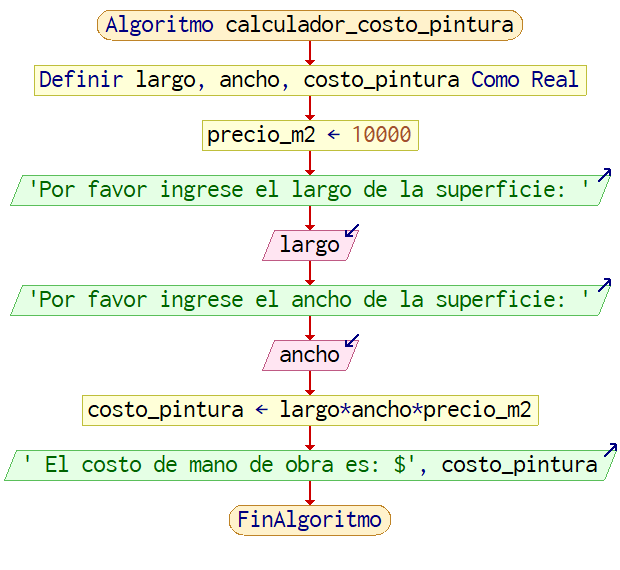 Algoritmo calculador_costo_pintura
Definir largo, ancho, costo_pintura Como Real
precio_m2 ← 10000
'Por favor ingrese el largo de la superficie: '
largo
'Por favor ingrese el ancho de la superficie: '
ancho
costo_pintura ← largo*ancho*precio_m2
' El costo de mano de obra es: $', costo_pintura
FinAlgoritmo